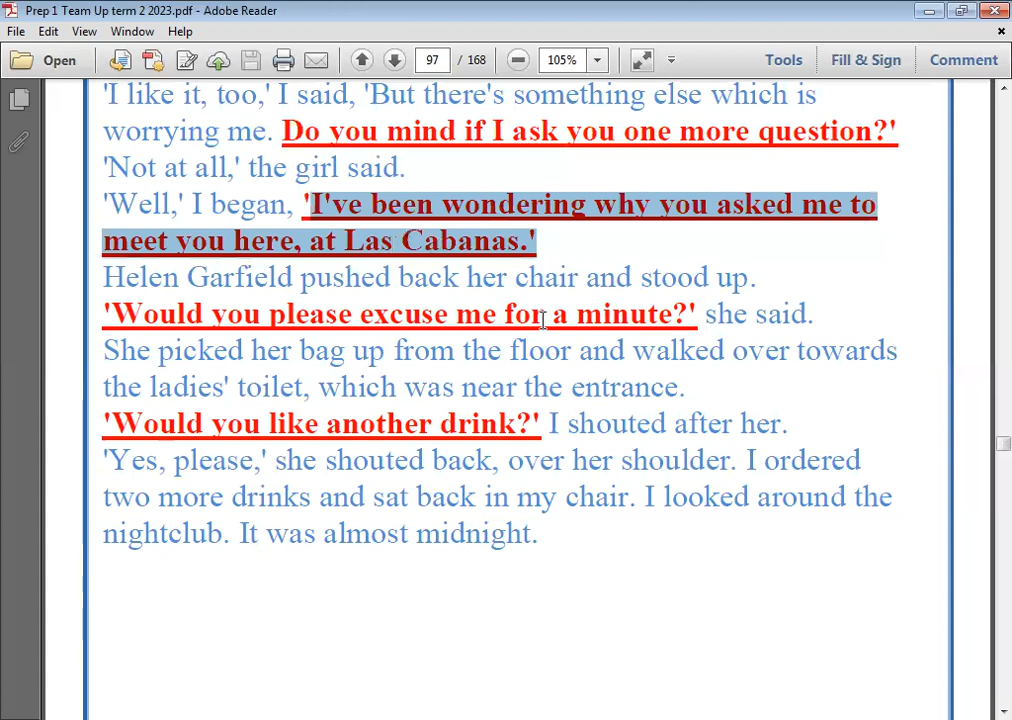 Prep 1 Team Up term 2 2023.pdf - Adobe Reader
File Edit View Window Help
Open 97 / 168 105% Tools Fill & Sign Comment
'I like it, too,' I said, 'But there's something else which is
worrying me. Do you mind if I ask you one more question?'
'Not at all,' the girl said.
'Well,' I began, 'I've been wondering why you asked me to
meet you here, at Las Cabanas.'
Helen Garfield pushed back her chair and stood up.
'Would you please excuse me for a minute?' she said.
She picked her bag up from the floor and walked over towards
the ladies' toilet, which was near the entrance.
'Would you like another drink?' I shouted after her.
'Yes, please,' she shouted back, over her shoulder. I ordered
two more drinks and sat back in my chair. I looked around the
nightclub. It was almost midnight.